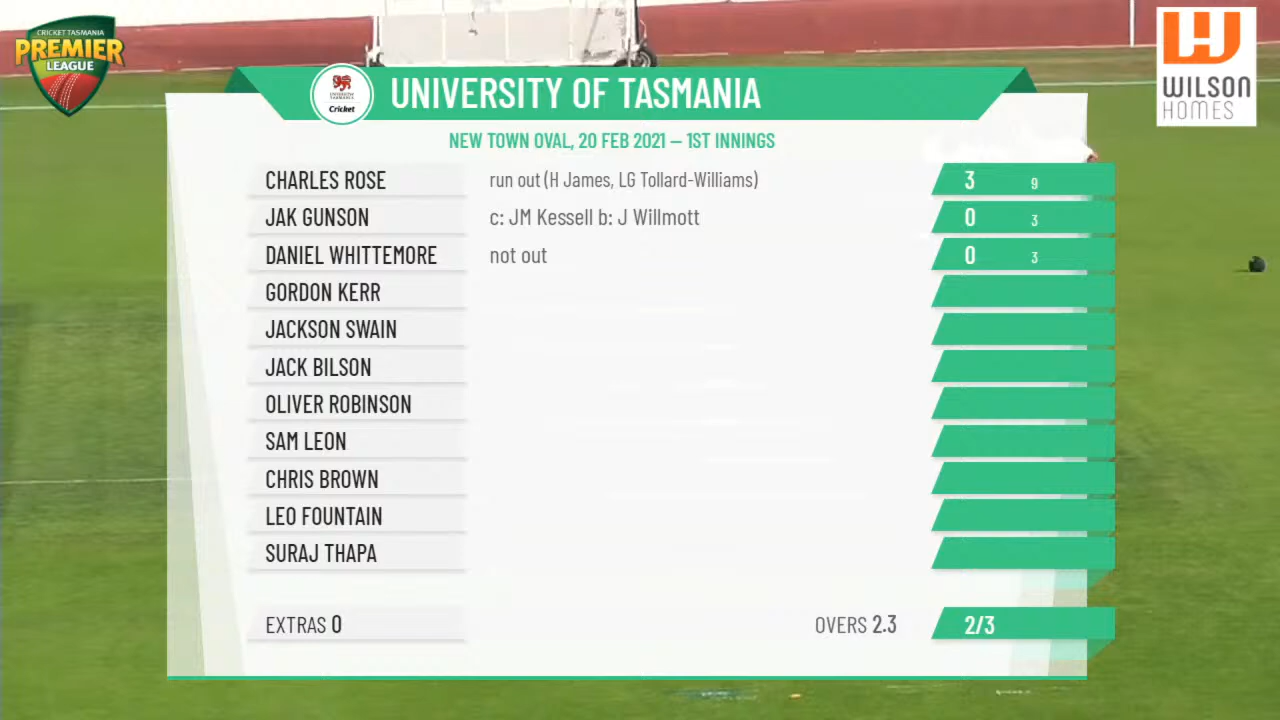 CRICKET TASMANIA
PREMIER
LEAGUE
WILSON
HOMES
Cricket
UNIVERSITY OF TASMANIA
NEW TOWN OVAL, 20 FEB 2021 – 1ST INNINGS
CHARLES ROSE run out (H James, LG Tollard-Williams) 3 9
JAK GUNSON c: JM Kessell b: J Willmott 0 3
DANIEL WHITTEMORE not out 0 3
GORDON KERR
JACKSON SWAIN
JACK BILSON
OLIVER ROBINSON
SAM LEON
CHRIS BROWN
LEO FOUNTAIN
SURAJ THAPA
EXTRAS 0 OVERS 2.3 2/3